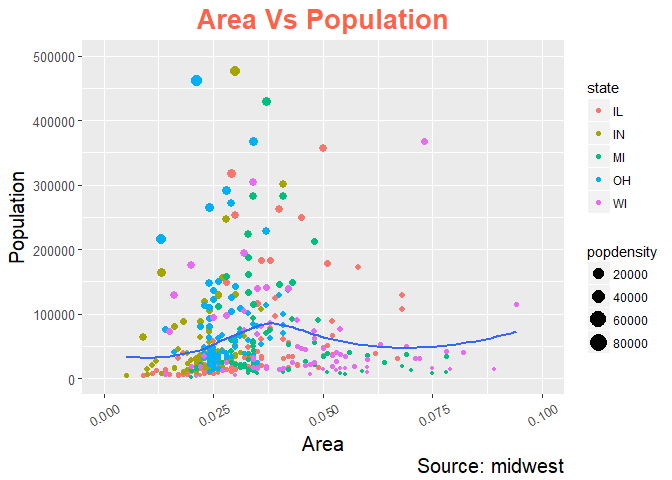 Area Vs Population
Population
500000
400000
300000
200000
100000
0
0.000
0.025
0.050
0.075
0.100
Area
Source: midwest
state
IL
IN
MI
OH
WI
popdensity
20000
40000
60000
80000